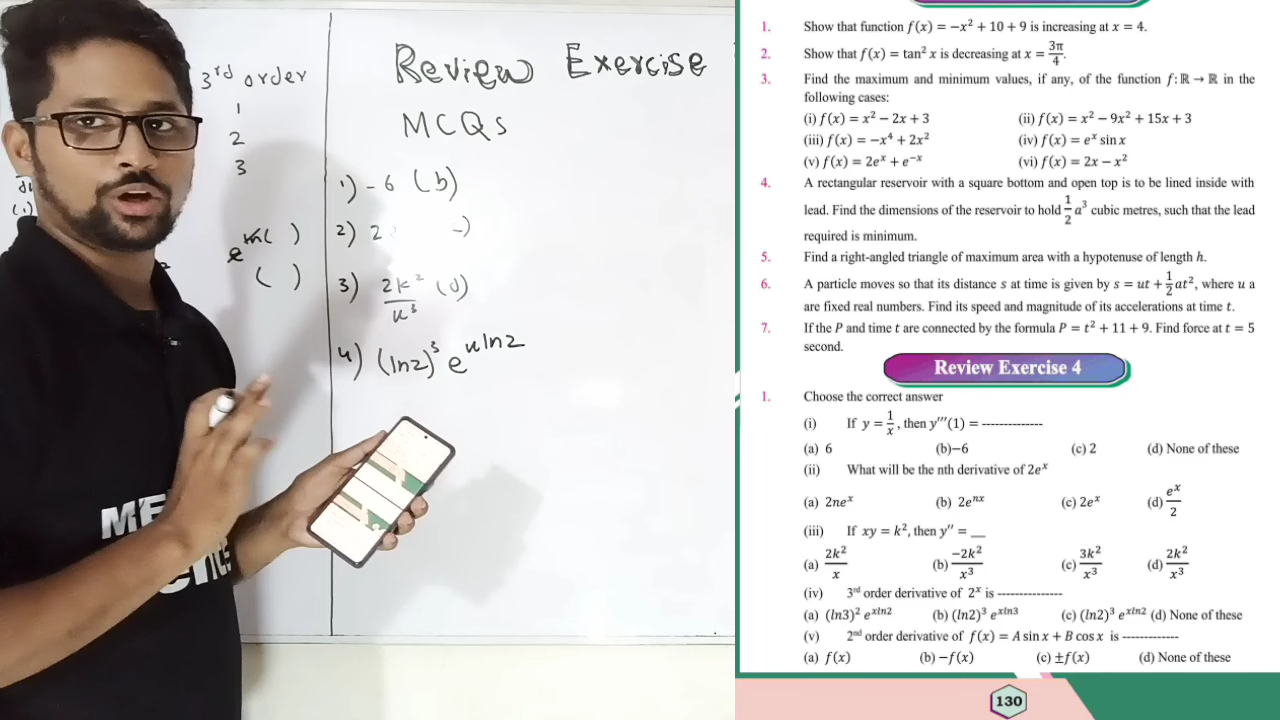 3rd order
1
2
3
e ln( )
( )
Review Exercise
MCQs
1) -6 (b)
2) 2
3) 2k²/x³ (d)
4) (ln2)³ e^xln2
1. Show that function f(x) = −x² + 10 + 9 is increasing at x = 4.
2. Show that f(x) = tan² x is decreasing at x = 3π/4.
3. Find the maximum and minimum values, if any, of the function f: ℝ → ℝ in the
following cases:
(i) f(x) = x² − 2x + 3 (ii) f(x) = x² − 9x² + 15x + 3
(iii) f(x) = −x⁴ + 2x² (iv) f(x) = eˣ sin x
(v) f(x) = 2eˣ + e⁻ˣ (vi) f(x) = 2x − x²
4. A rectangular reservoir with a square bottom and open top is to be lined inside with
lead. Find the dimensions of the reservoir to hold 1/2 a³ cubic metres, such that the lead
required is minimum.
5. Find a right-angled triangle of maximum area with a hypotenuse of length h.
6. A particle moves so that its distance s at time is given by s = ut + 1/2 at², where u a
are fixed real numbers. Find its speed and magnitude of its accelerations at time t.
7. If the P and time t are connected by the formula P = t² + 11 + 9. Find force at t = 5
second.
Review Exercise 4
1. Choose the correct answer
(i) If y = 1/x, then y′′′(1) = --------------
(a) 6 (b)−6 (c) 2 (d) None of these
(ii) What will be the nth derivative of 2eˣ
(a) 2neˣ (b) 2eⁿˣ (c) 2eˣ (d) eˣ/2
(iii) If xy = k², then y′′ = __
(a) 2k²/x (b) −2k²/x³ (c) 3k²/x³ (d) 2k²/x³
(iv) 3rd order derivative of 2ˣ is ---------------
(a) (ln3)² e^xln2 (b) (ln2)³ e^xln3 (c) (ln2)³ e^xln2 (d) None of these
(v) 2nd order derivative of f(x) = A sin x + B cos x is -------------
(a) f(x) (b) −f(x) (c) ±f(x) (d) None of these
130